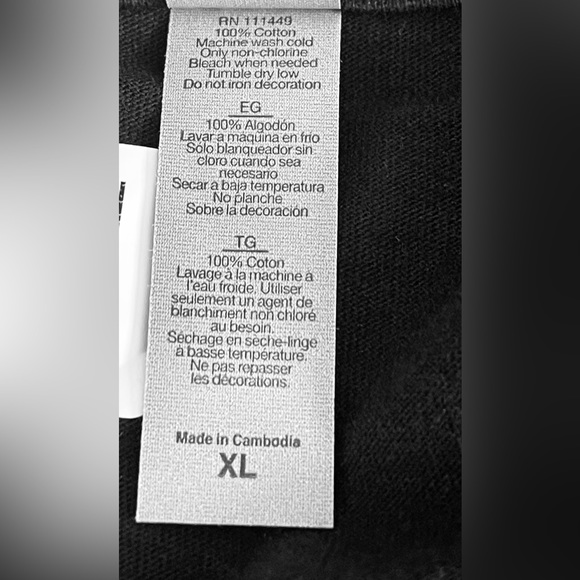 RN 111449
100% Cotton
Machine wash cold
Only non-chlorine
Bleach when needed
Tumble dry low
Do not iron decoration
EG
100% Algodón
Lavar a maquina en frio
Sólo blanqueador sin
cloro cuando sea
necesario
Secar a baja temperatura
No planche
Sobre la decoración
TG
100% Coton
Lavage à la machine à
l'eau froide. Utiliser
seulement un agent de
blanchiment non chloré
au besoin.
Séchage en sèche-linge
à basse température.
Ne pas repasser
les décorations.
Made in Cambodia
XL